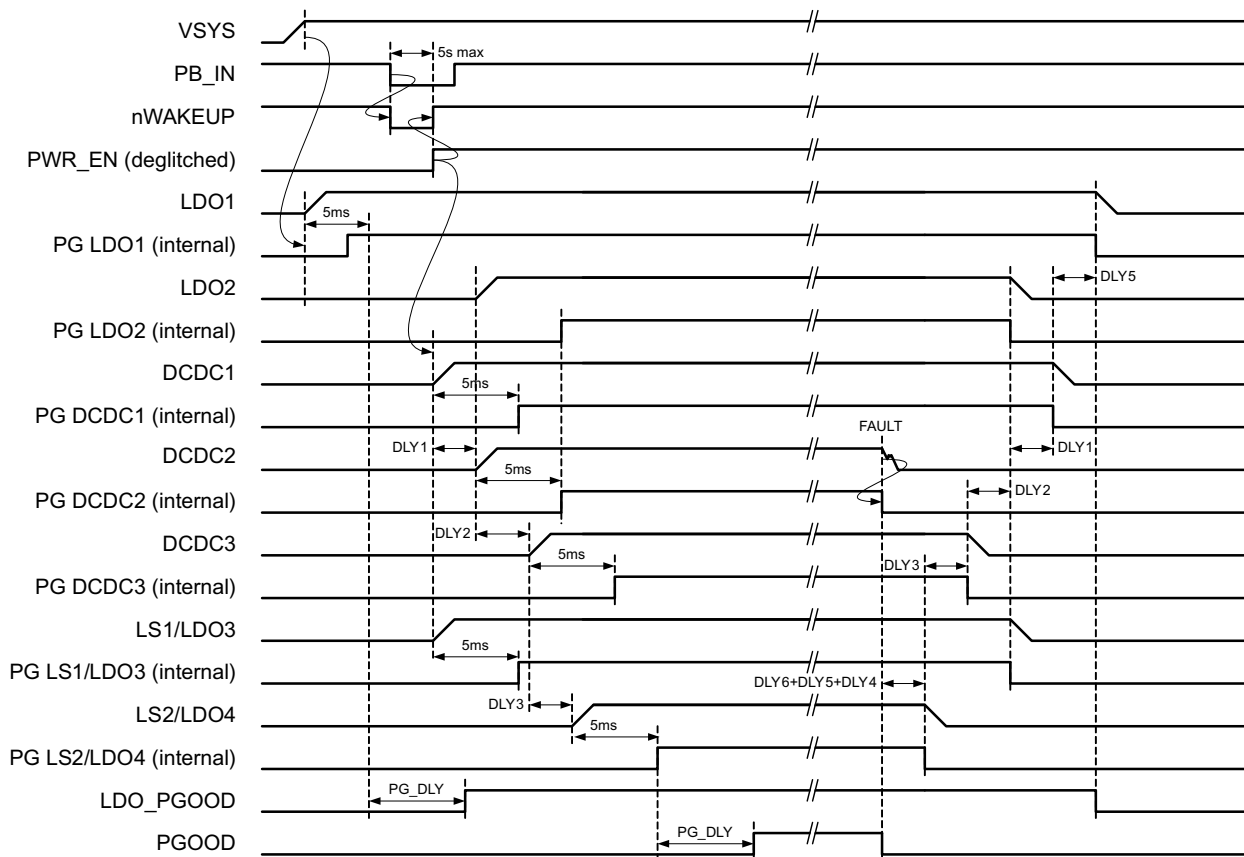 VSYS
5s max
PB_IN
nWAKEUP
PWR_EN (deglitched)
LDO1
5ms
PG LDO1 (internal)
LDO2
DLY5
PG LDO2 (internal)
DCDC1
5ms
PG DCDC1 (internal)
FAULT
DLY1
DLY1
DCDC2
5ms
DLY2
PG DCDC2 (internal)
DLY2
DCDC3
5ms
DLY3
PG DCDC3 (internal)
LS1/LDO3
5ms
PG LS1/LDO3 (internal)
DLY6+DLY5+DLY4
DLY3
LS2/LDO4
5ms
PG LS2/LDO4 (internal)
PG_DLY
LDO_PGOOD
PG_DLY
PGOOD